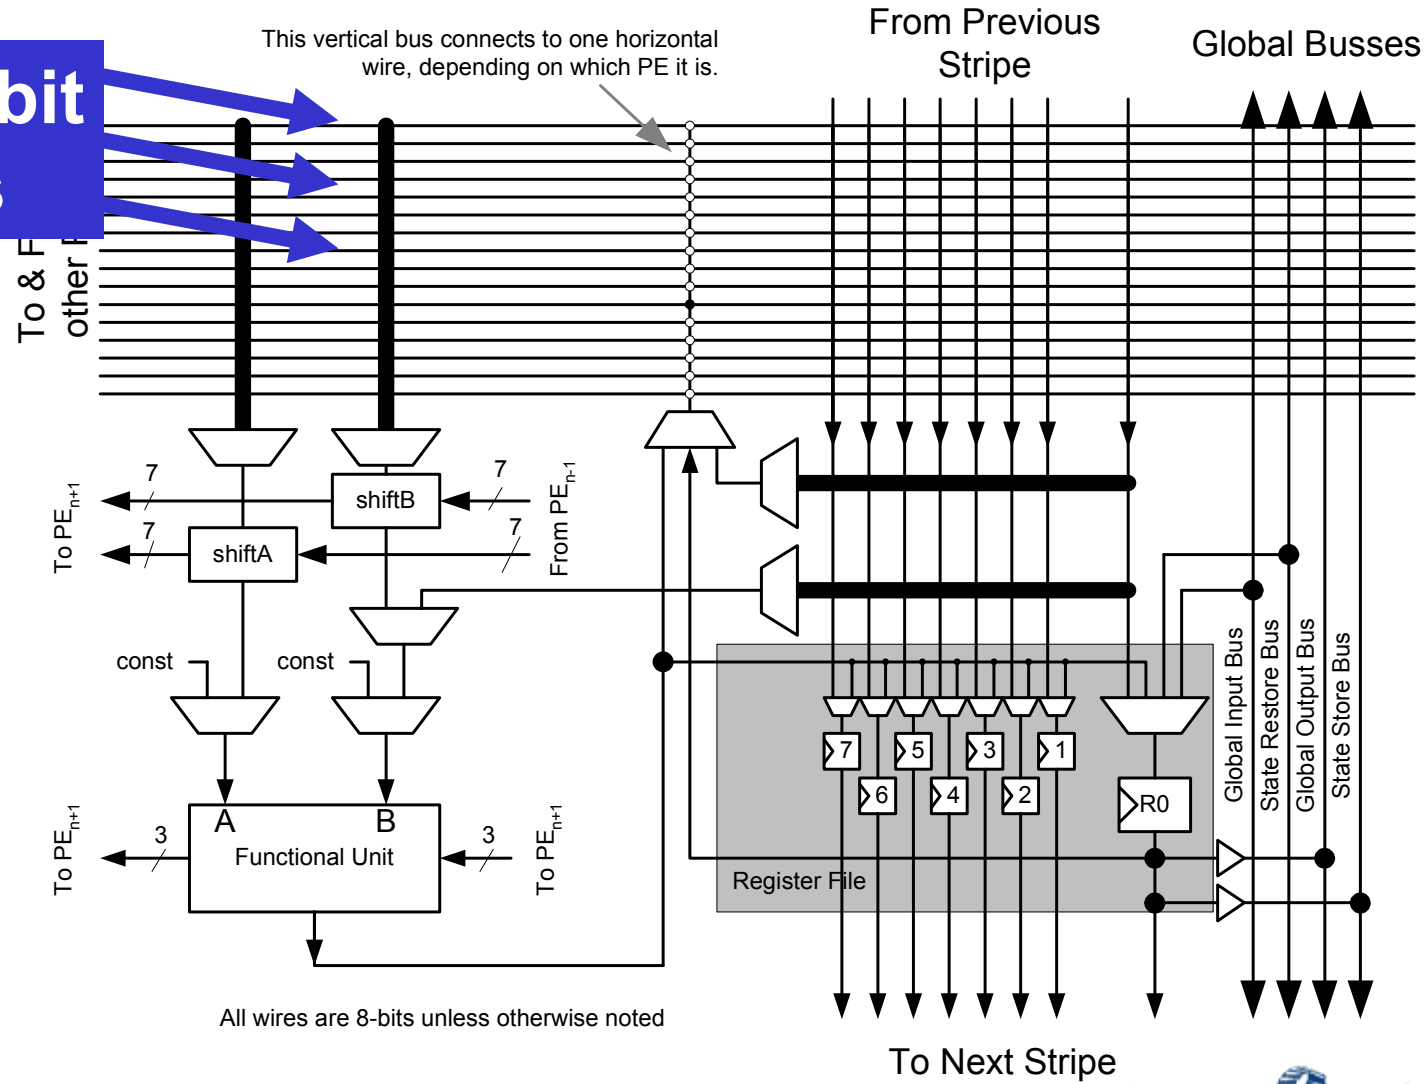 This vertical bus connects to one horizontal
wire, depending on which PE it is.
From Previous
Stripe
Global Busses
bit
s
To & F
other
7
7
shiftB
7
7
shiftA
To PEn+1
From PEn-1
const
const
A
B
Functional Unit
3
3
To PEn+1
To PEn+1
7
5
3
1
6
4
2
R0
Register File
Global Input Bus
State Restore Bus
Global Output Bus
State Store Bus
All wires are 8-bits unless otherwise noted
To Next Stripe